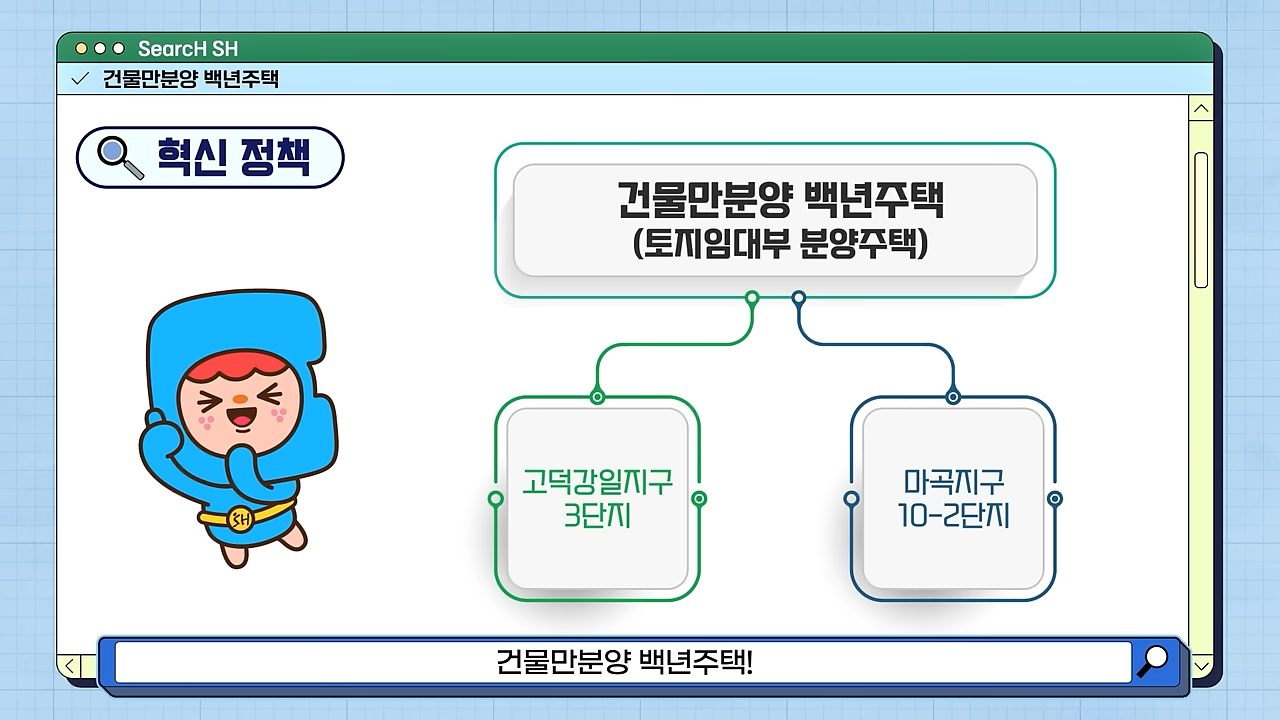 SearcH SH
건물만분양 백년주택
혁신 정책
건물만분양 백년주택
(토지임대부 분양주택)
고덕강일지구
3단지
마곡지구
10-2단지
SH
건물만분양 백년주택!